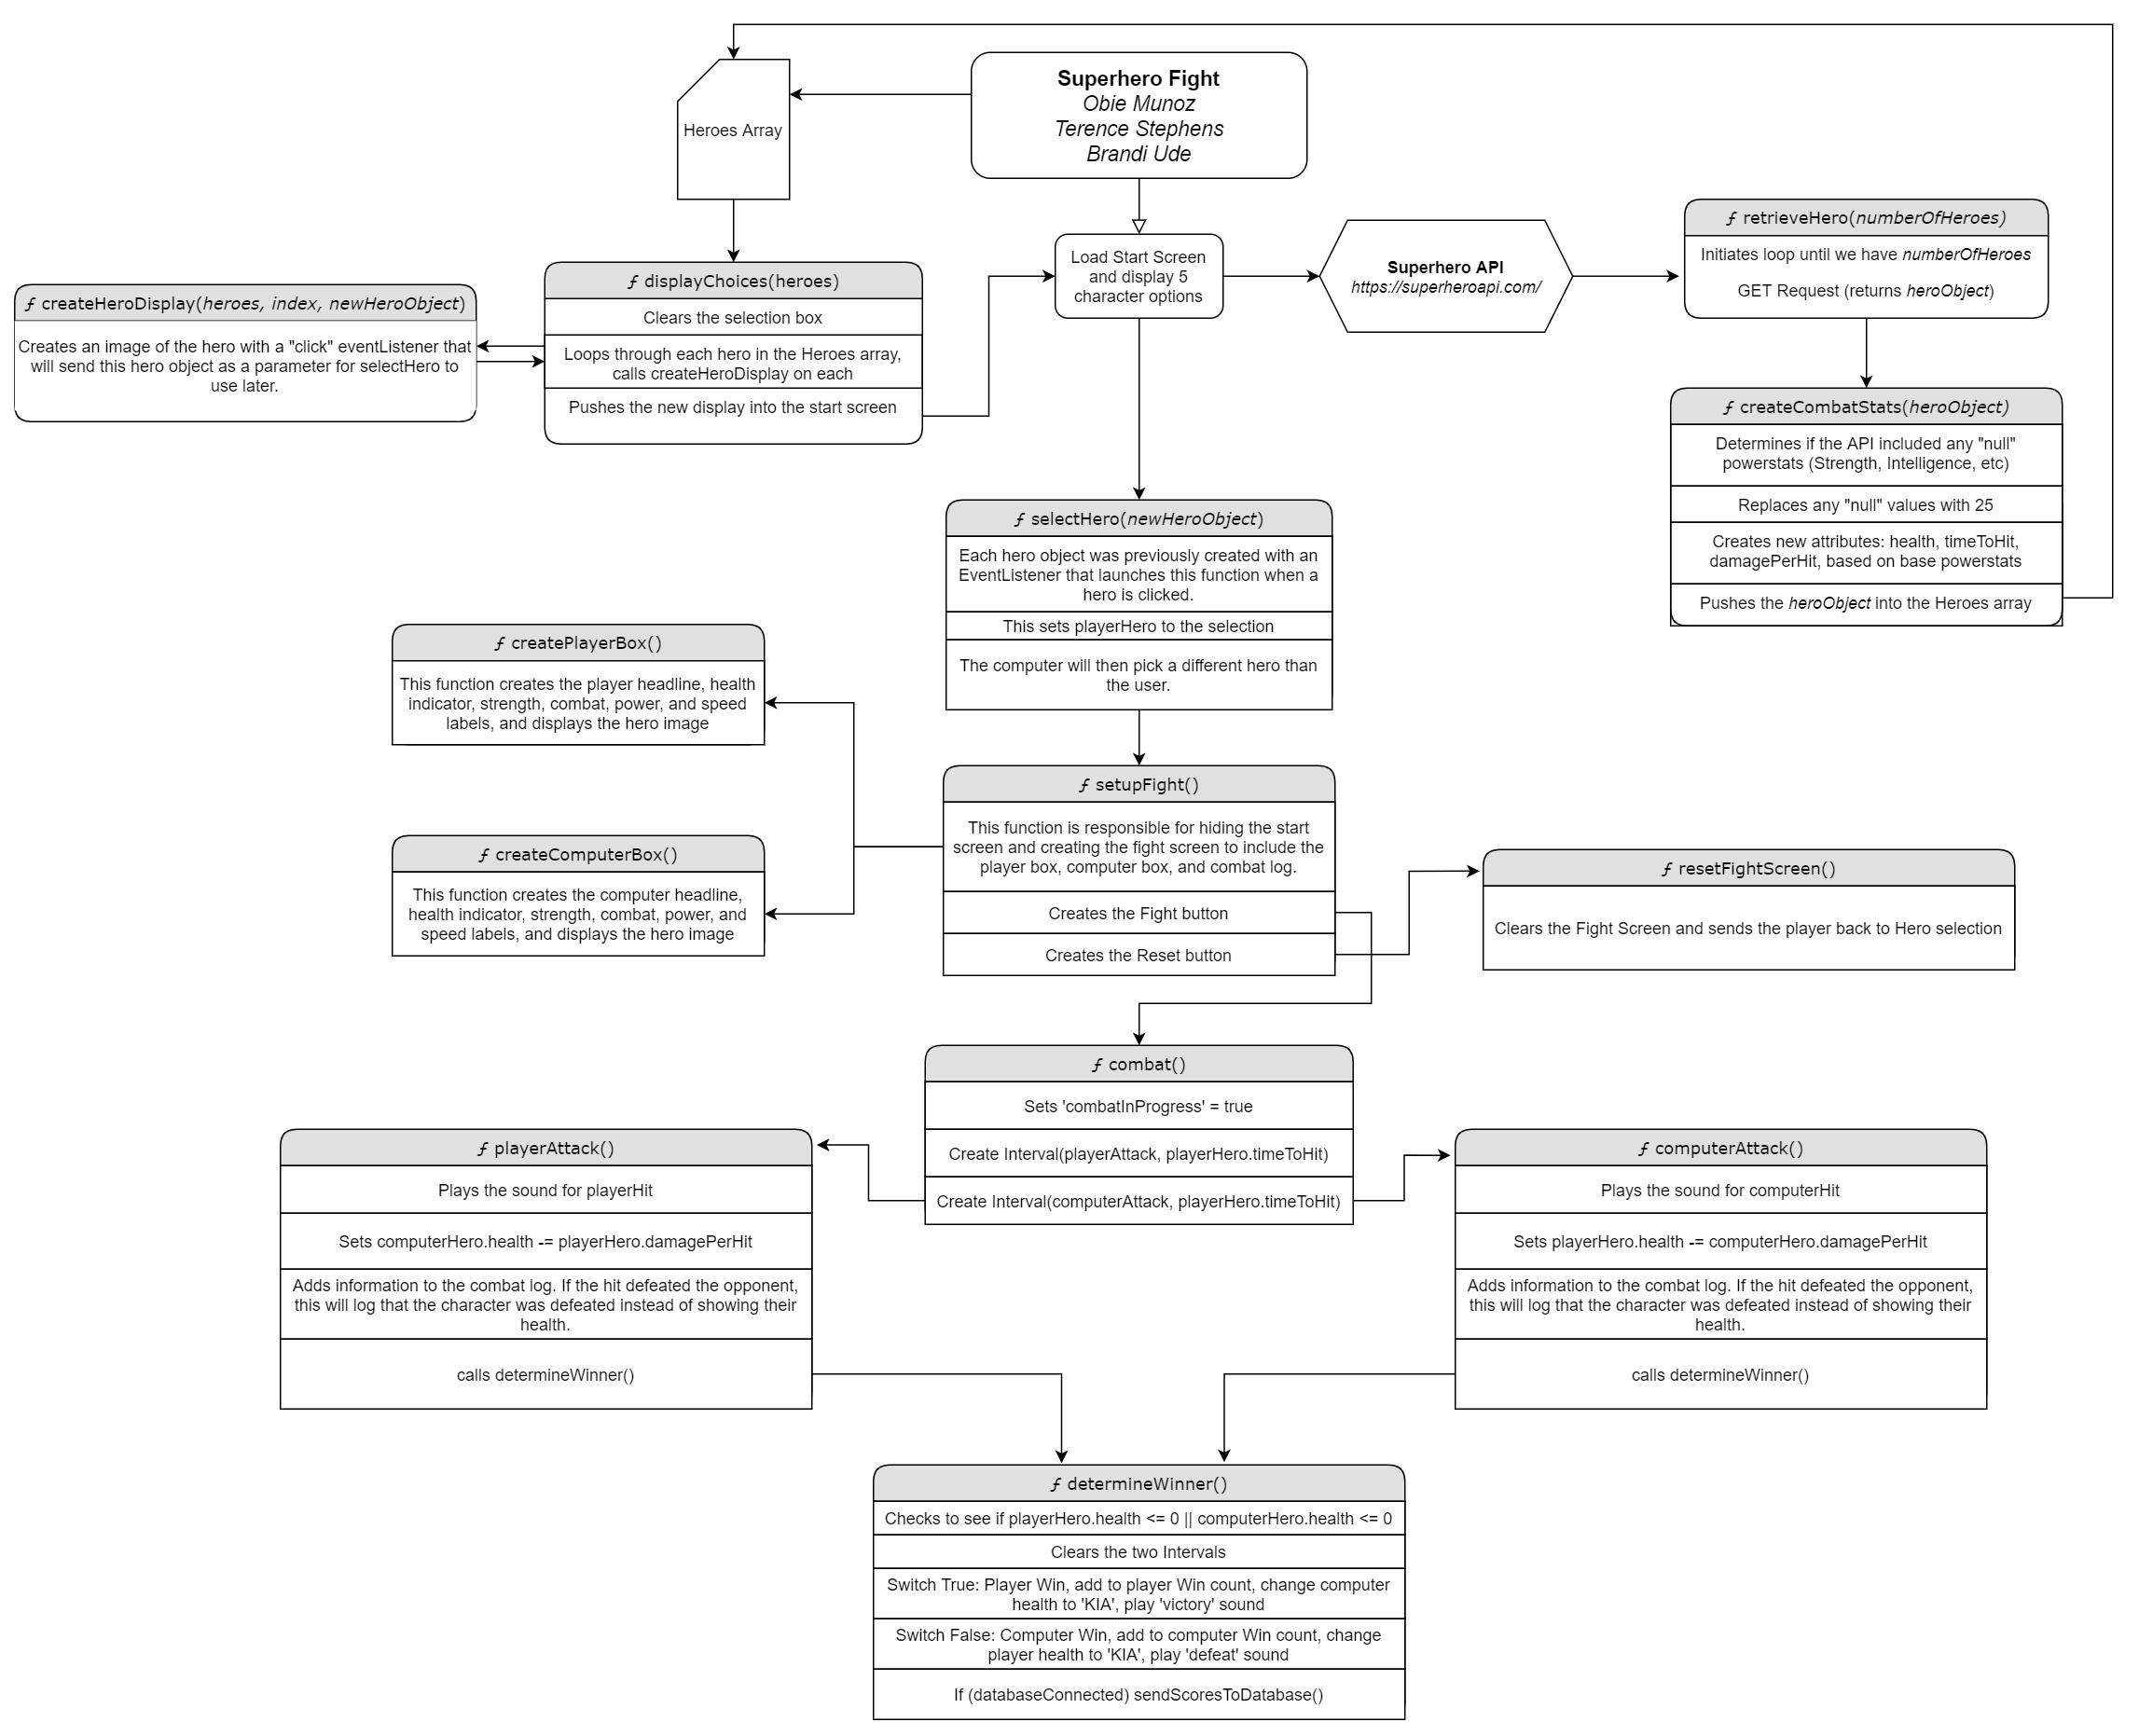 Superhero Fight
Obie Munoz
Terence Stephens
Brandi Ude
Heroes Array
ƒ retrieveHero(numberOfHeroes)
Initiates loop until we have numberOfHeroes
GET Request (returns heroObject)
Load Start Screen
and display 5
character options
Superhero API
https://superheroapi.com/
ƒ displayChoices(heroes)
Clears the selection box
Loops through each hero in the Heroes array,
calls createHeroDisplay on each
Pushes the new display into the start screen
ƒ createHeroDisplay(heroes, index, newHeroObject)
Creates an image of the hero with a "click" eventListener that
will send this hero object as a parameter for selectHero to
use later.
ƒ createCombatStats(heroObject)
Determines if the API included any "null"
powerstats (Strength, Intelligence, etc)
Replaces any "null" values with 25
Creates new attributes: health, timeToHit,
damagePerHit, based on base powerstats
Pushes the heroObject into the Heroes array
ƒ selectHero(newHeroObject)
Each hero object was previously created with an
EventListener that launches this function when a
hero is clicked.
This sets playerHero to the selection
The computer will then pick a different hero than
the user.
ƒ createPlayerBox()
This function creates the player headline, health
indicator, strength, combat, power, and speed
labels, and displays the hero image
ƒ setupFight()
This function is responsible for hiding the start
screen and creating the fight screen to include the
player box, computer box, and combat log.
Creates the Fight button
Creates the Reset button
ƒ createComputerBox()
This function creates the computer headline,
health indicator, strength, combat, power, and
speed labels, and displays the hero image
ƒ resetFightScreen()
Clears the Fight Screen and sends the player back to Hero selection
ƒ combat()
Sets 'combatInProgress' = true
Create Interval(playerAttack, playerHero.timeToHit)
Create Interval(computerAttack, playerHero.timeToHit)
ƒ playerAttack()
Plays the sound for playerHit
Sets computerHero.health -= playerHero.damagePerHit
Adds information to the combat log. If the hit defeated the opponent,
this will log that the character was defeated instead of showing their
health.
calls determineWinner()
ƒ computerAttack()
Plays the sound for computerHit
Sets playerHero.health -= computerHero.damagePerHit
Adds information to the combat log. If the hit defeated the opponent,
this will log that the character was defeated instead of showing their
health.
calls determineWinner()
ƒ determineWinner()
Checks to see if playerHero.health <= 0 || computerHero.health <= 0
Clears the two Intervals
Switch True: Player Win, add to player Win count, change computer
health to 'KIA', play 'victory' sound
Switch False: Computer Win, add to computer Win count, change
player health to 'KIA', play 'defeat' sound
If (databaseConnected) sendScoresToDatabase()